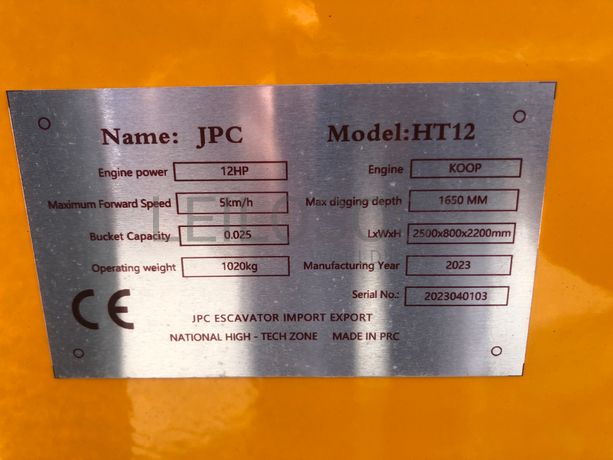 Name: JPC Model:HT12
Engine power 12HP Engine KOOP
Maximum Forward Speed 5km/h Max digging depth 1650 MM
Bucket Capacity 0.025 LxWxH 2500x800x2200mm
Operating weight 1020kg Manufacturing Year 2023
Serial No.: 2023040103
CE
JPC ESCAVATOR IMPORT EXPORT
NATIONAL HIGH - TECH ZONE MADE IN PRC